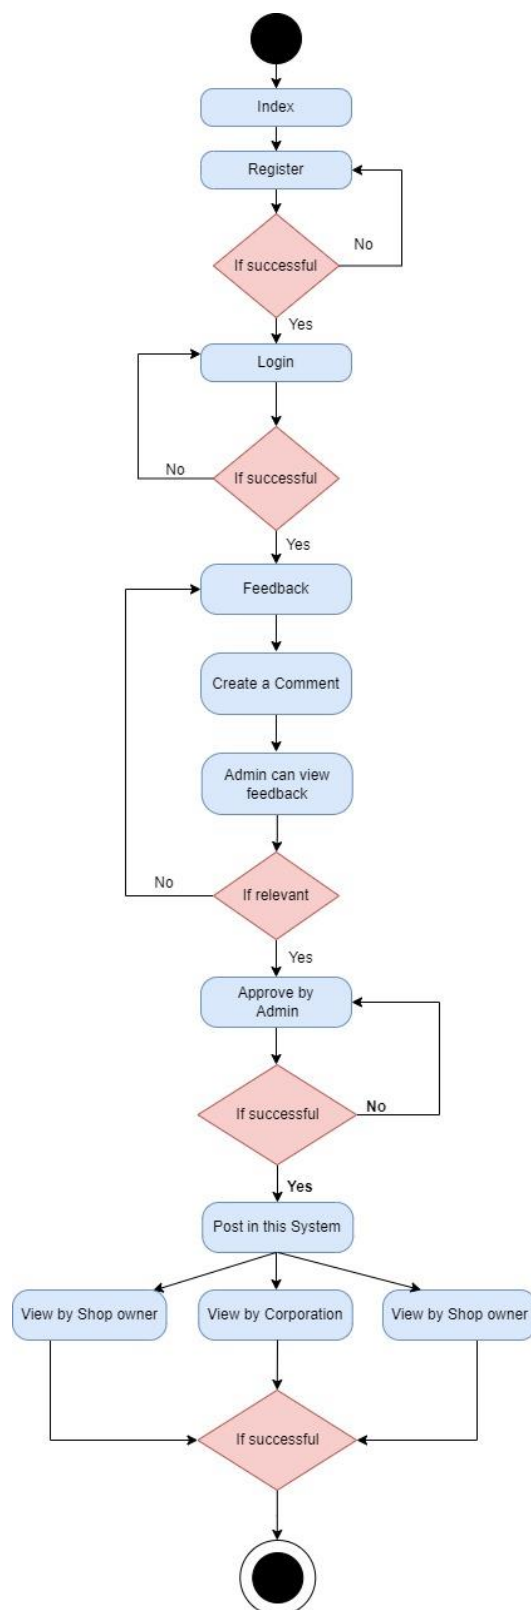 Index
Register
No
If successful
Yes
Login
No
If successful
Yes
Feedback
Create a Comment
Admin can view
feedback
No
If relevant
Yes
Approve by
Admin
If successful
No
Yes
Post in this System
View by Shop owner
View by Corporation
View by Shop owner
If successful